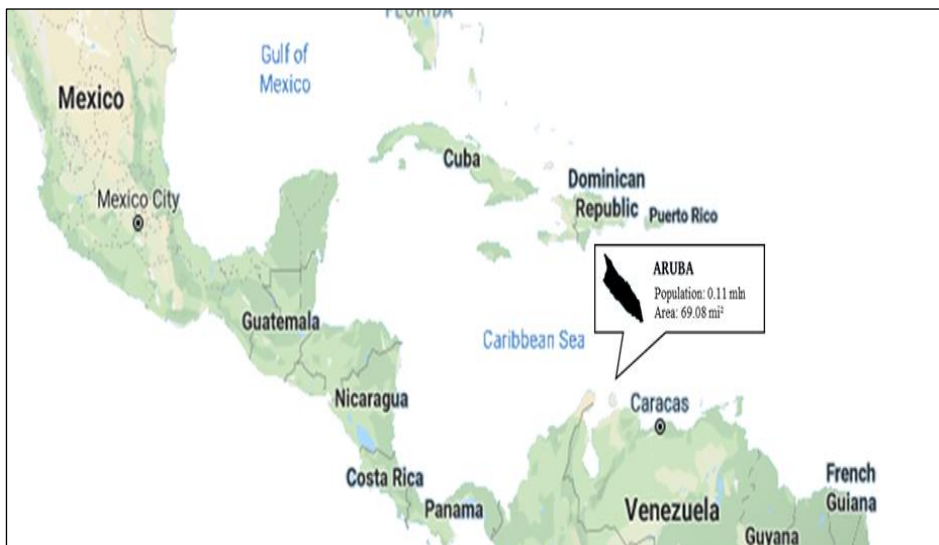 FLORIDA
Gulf of
Mexico
Mexico
Cuba
Mexico City
Dominican
Republic
Puerto Rico
ARUBA
Population: 0.11 mln
Area: 69.08 mi²
Guatemala
Caribbean Sea
Nicaragua
Caracas
Costa Rica
Panama
Venezuela
French
Guiana
Guyana